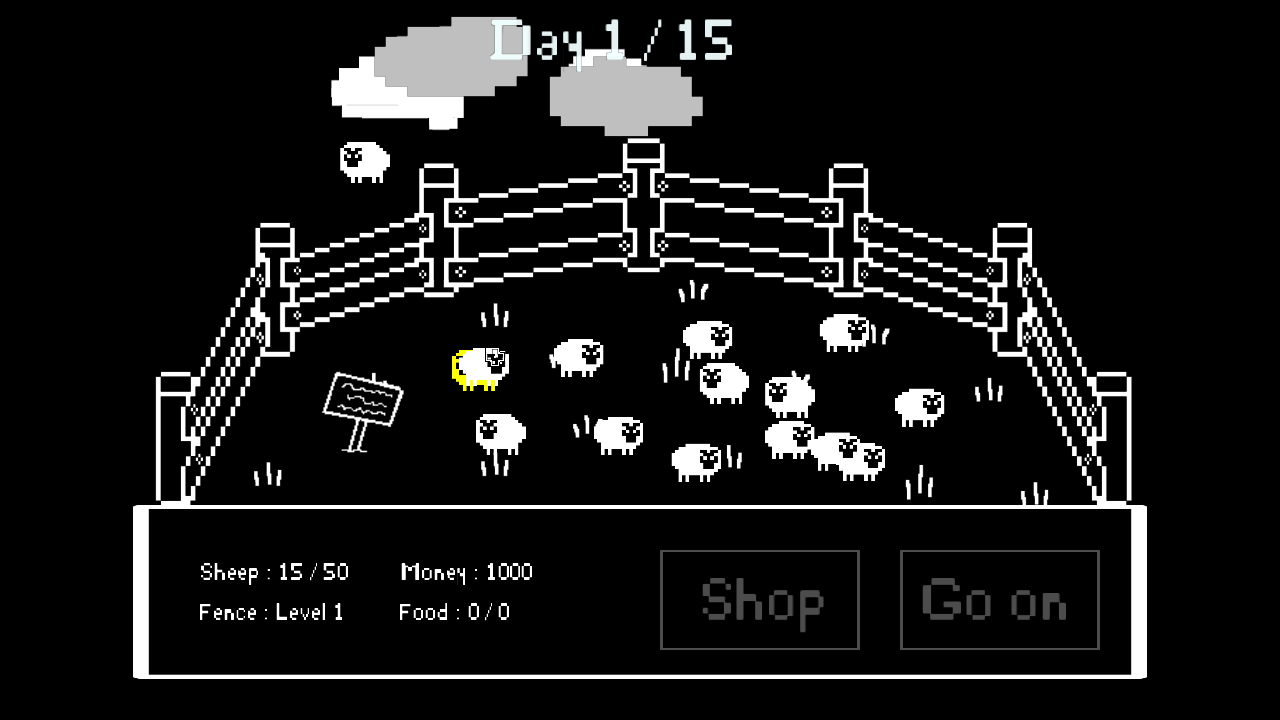 Day 1 / 15
Sheep : 15 / 50
Money : 1000
Fence : Level 1
Food : 0 / 0
Shop
Go on